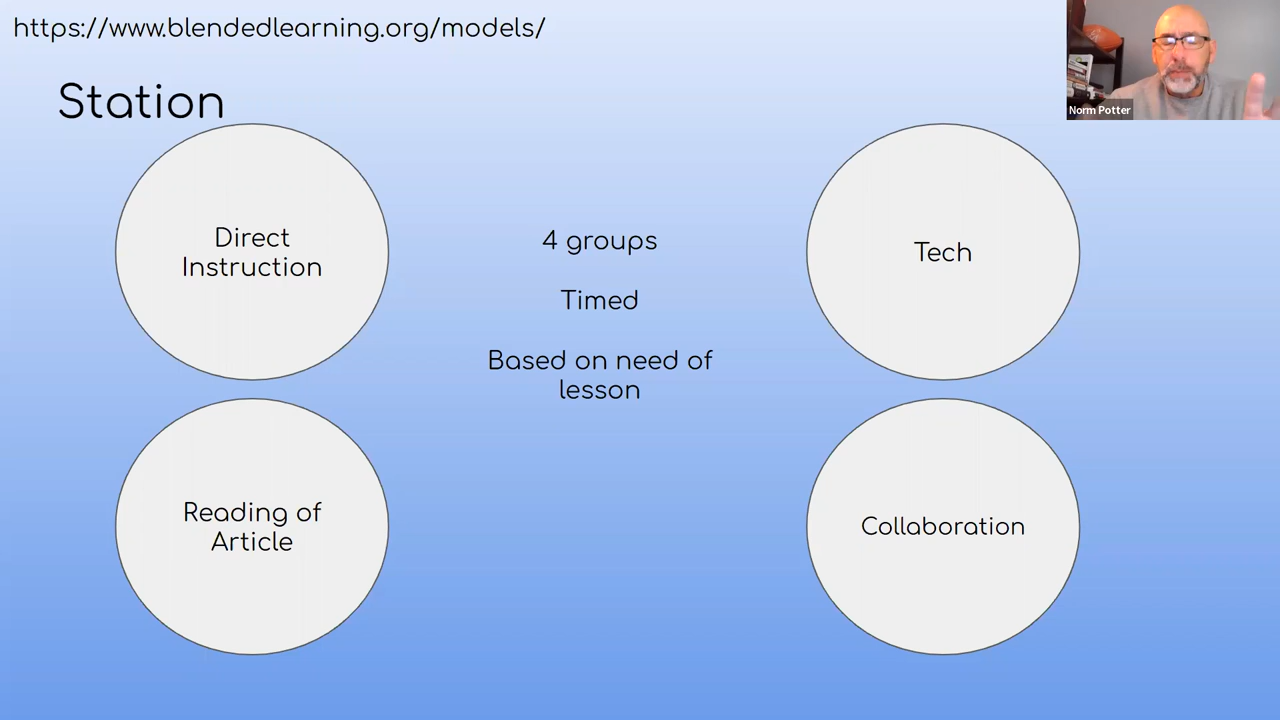 https://www.blendedlearning.org/models/
Norm Potter
Station
Direct
Instruction
4 groups
Timed
Based on need of
lesson
Tech
Reading of
Article
Collaboration